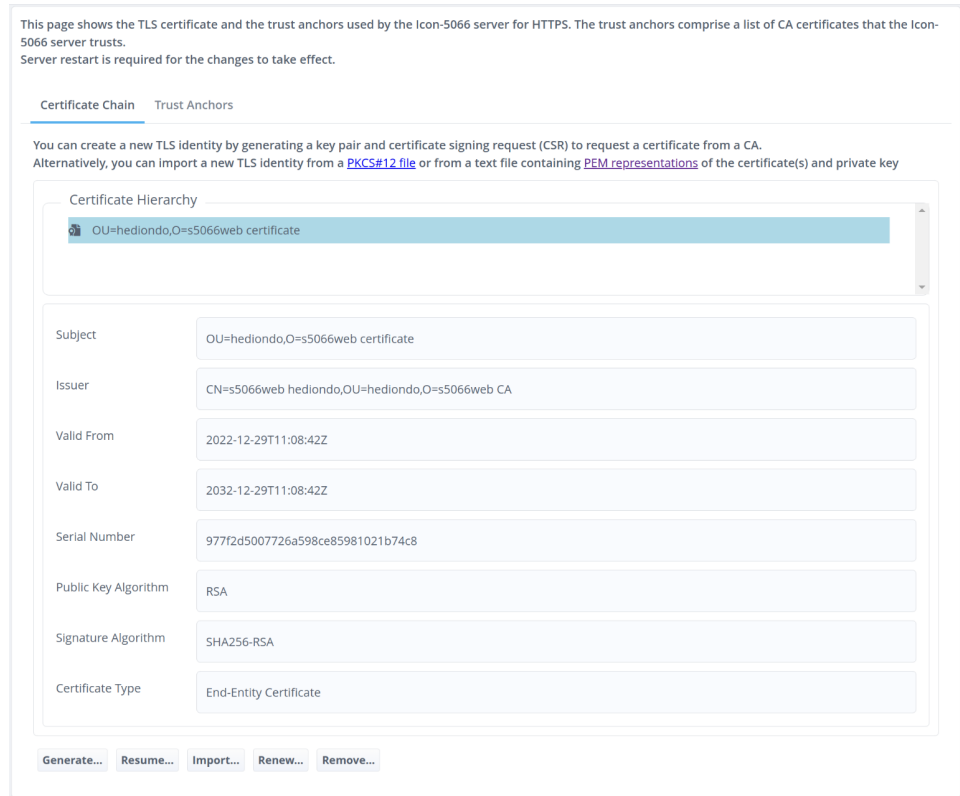 This page shows the TLS certificate and the trust anchors used by the Icon-5066 server for HTTPS. The trust anchors comprise a list of CA certificates that the Icon-
5066 server trusts.
Server restart is required for the changes to take effect.
Certificate Chain Trust Anchors
You can create a new TLS identity by generating a key pair and certificate signing request (CSR) to request a certificate from a CA.
Alternatively, you can import a new TLS identity from a PKCS#12 file or from a text file containing PEM representations of the certificate(s) and private key
Certificate Hierarchy
OU=hediondo,O=s5066web certificate
Subject OU=hediondo,O=s5066web certificate
Issuer CN=s5066web hediondo,OU=hediondo,O=s5066web CA
Valid From 2022-12-29T11:08:42Z
Valid To 2032-12-29T11:08:42Z
Serial Number 977f2d5007726a598ce85981021b74c8
Public Key Algorithm RSA
Signature Algorithm SHA256-RSA
Certificate Type End-Entity Certificate
Generate... Resume... Import... Renew... Remove...